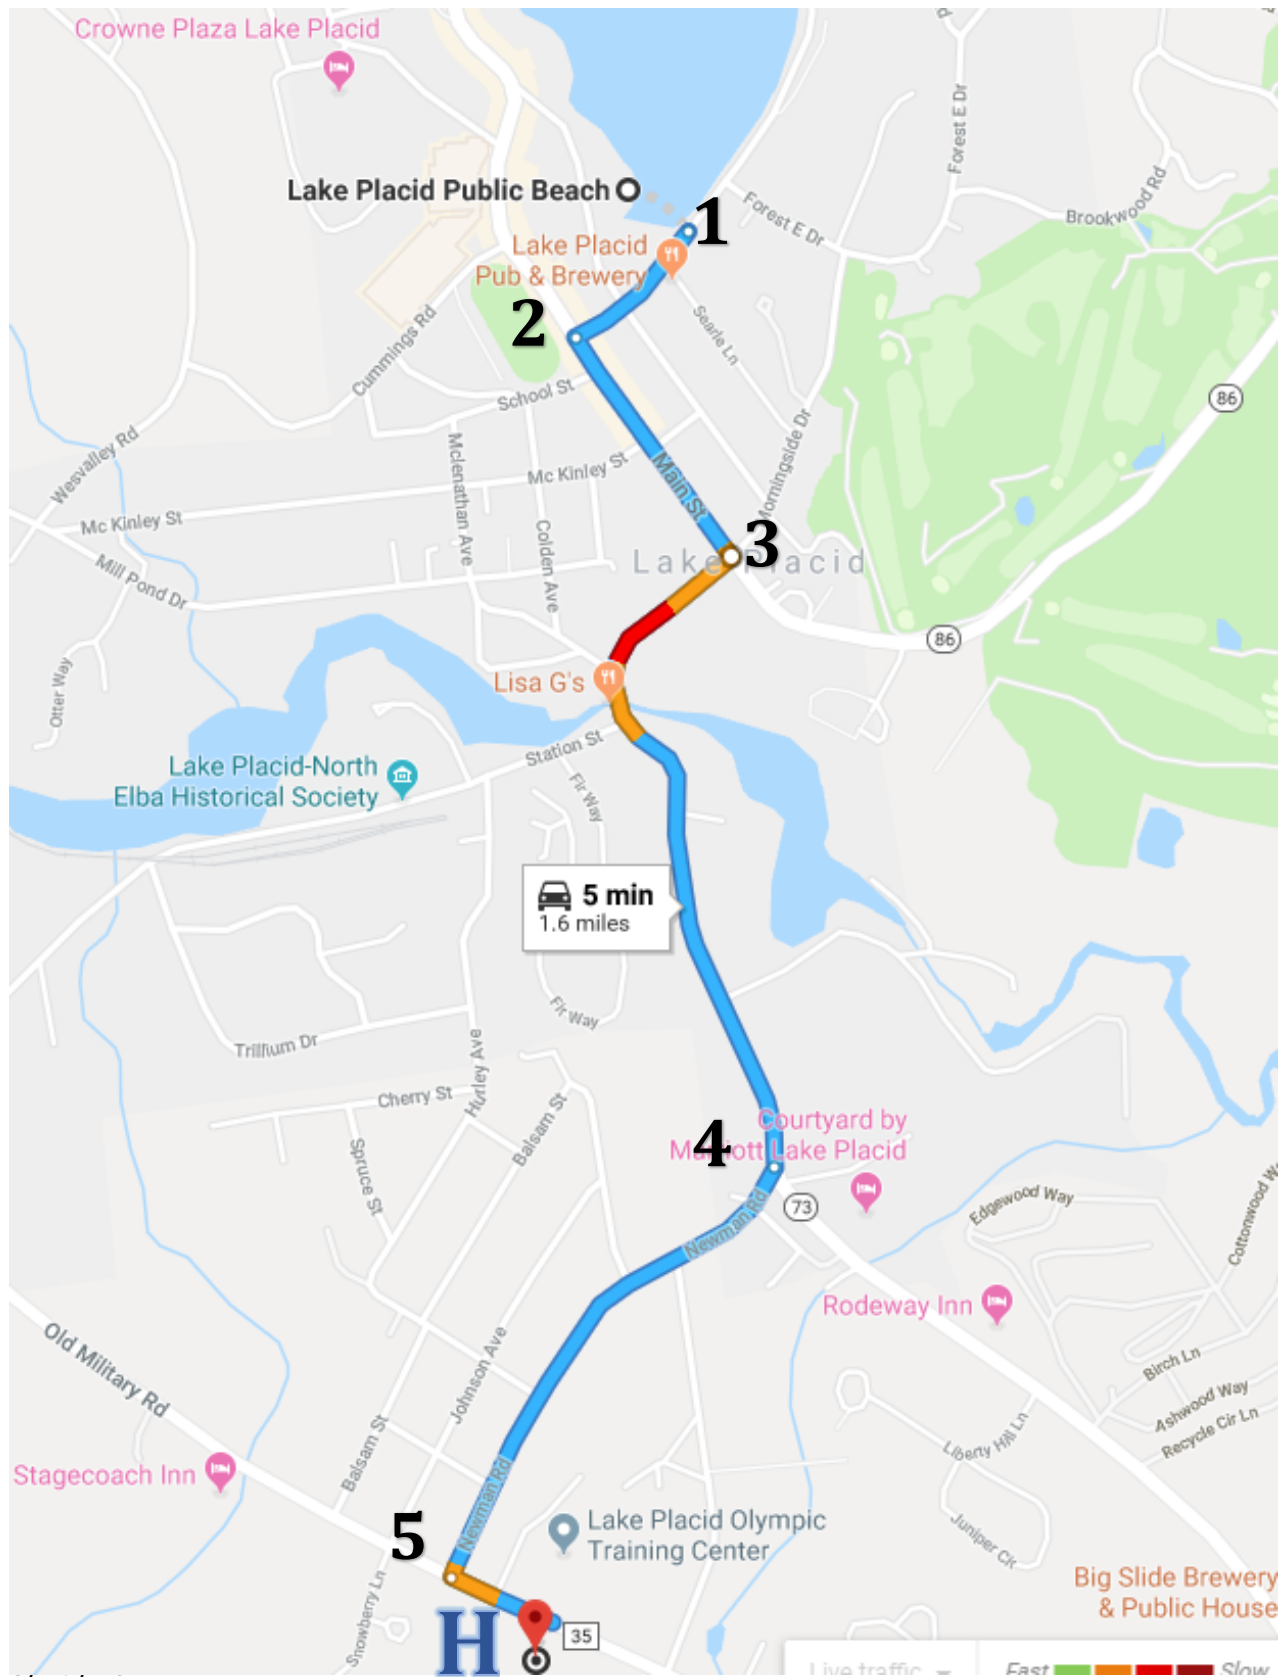 Crowne Plaza Lake Placid
Forest E Dr
Lake Placid Public Beach
1
Forest E Dr
Brookwood Rd
Lake Placid
Pub & Brewery
2
Searle Ln
Cummings Rd
School St
86
Wesvalley Rd
Mclenathan Ave
Mc Kinley St
Main St
Morningside Dr
Mc Kinley St
Colden Ave
3
Lake Placid
Mill Pond Dr
86
Otter Way
Lisa G's
Station St
Lake Placid-North
Elba Historical Society
Fir Way
5 min
1.6 miles
Fir Way
Trillium Dr
Hurley Ave
Cherry St
Balsam St
Spruce St
4
Courtyard by
Marriott Lake Placid
73
Newman Rd
Edgewood Way
Cottonwood W
Rodeway Inn
Old Military Rd
Johnson Ave
Birch Ln
Ashwood Way
Recycle Cir Ln
Liberty Hill Ln
Balsam St
Stagecoach Inn
Newman Rd
5
Lake Placid Olympic
Training Center
Juniper Ck
Snowberry Ln
H
35
Big Slide Brewery
& Public House
Live traffic
Fast
Slow